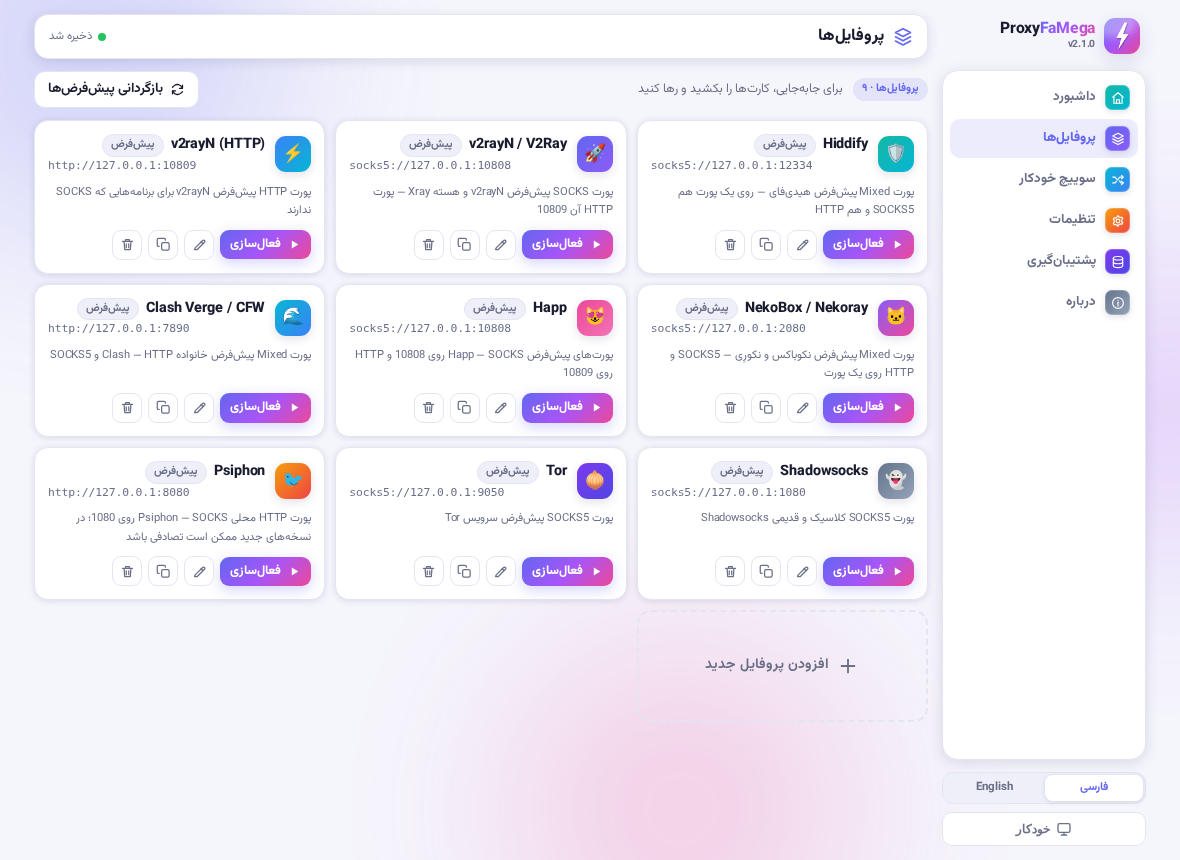 ProxyFaMega
v2.1.0
داشبورد
پروفایل‌ها
سوییچ خودکار
تنظیمات
پشتیبان‌گیری
درباره
فارسی
English
خودکار
پروفایل‌ها
ذخیره شد
پروفایل‌ها · ۹
برای جابه‌جایی، کارت‌ها را بکشید و رها کنید
بازگردانی پیش‌فرض‌ها
Hiddify پیش‌فرض
socks5://127.0.0.1:12334
پورت Mixed پیش‌فرض هیدیفای — روی یک پورت هم
SOCKS5 و هم HTTP
فعال‌سازی
v2rayN / V2Ray پیش‌فرض
socks5://127.0.0.1:10808
پورت SOCKS پیش‌فرض v2rayN و هسته Xray — پورت
HTTP آن 10809
فعال‌سازی
v2rayN (HTTP) پیش‌فرض
http://127.0.0.1:10809
پورت HTTP پیش‌فرض v2rayN برای برنامه‌هایی که SOCKS
ندارند
فعال‌سازی
NekoBox / Nekoray پیش‌فرض
socks5://127.0.0.1:2080
پورت Mixed پیش‌فرض نکوباکس و نکوری — SOCKS5 و
HTTP روی یک پورت
فعال‌سازی
Happ پیش‌فرض
socks5://127.0.0.1:10808
پورت‌های پیش‌فرض Happ — SOCKS روی 10808 و HTTP
روی 10809
فعال‌سازی
Clash Verge / CFW پیش‌فرض
http://127.0.0.1:7890
پورت Mixed پیش‌فرض خانواده Clash — HTTP و SOCKS5
فعال‌سازی
Shadowsocks پیش‌فرض
socks5://127.0.0.1:1080
پورت SOCKS5 کلاسیک و قدیمی Shadowsocks
فعال‌سازی
Tor پیش‌فرض
socks5://127.0.0.1:9050
پورت SOCKS5 پیش‌فرض سرویس Tor
فعال‌سازی
Psiphon پیش‌فرض
http://127.0.0.1:8080
پورت HTTP محلی Psiphon — SOCKS روی 1080؛ در
نسخه‌های جدید ممکن است تصادفی باشد
فعال‌سازی
افزودن پروفایل جدید